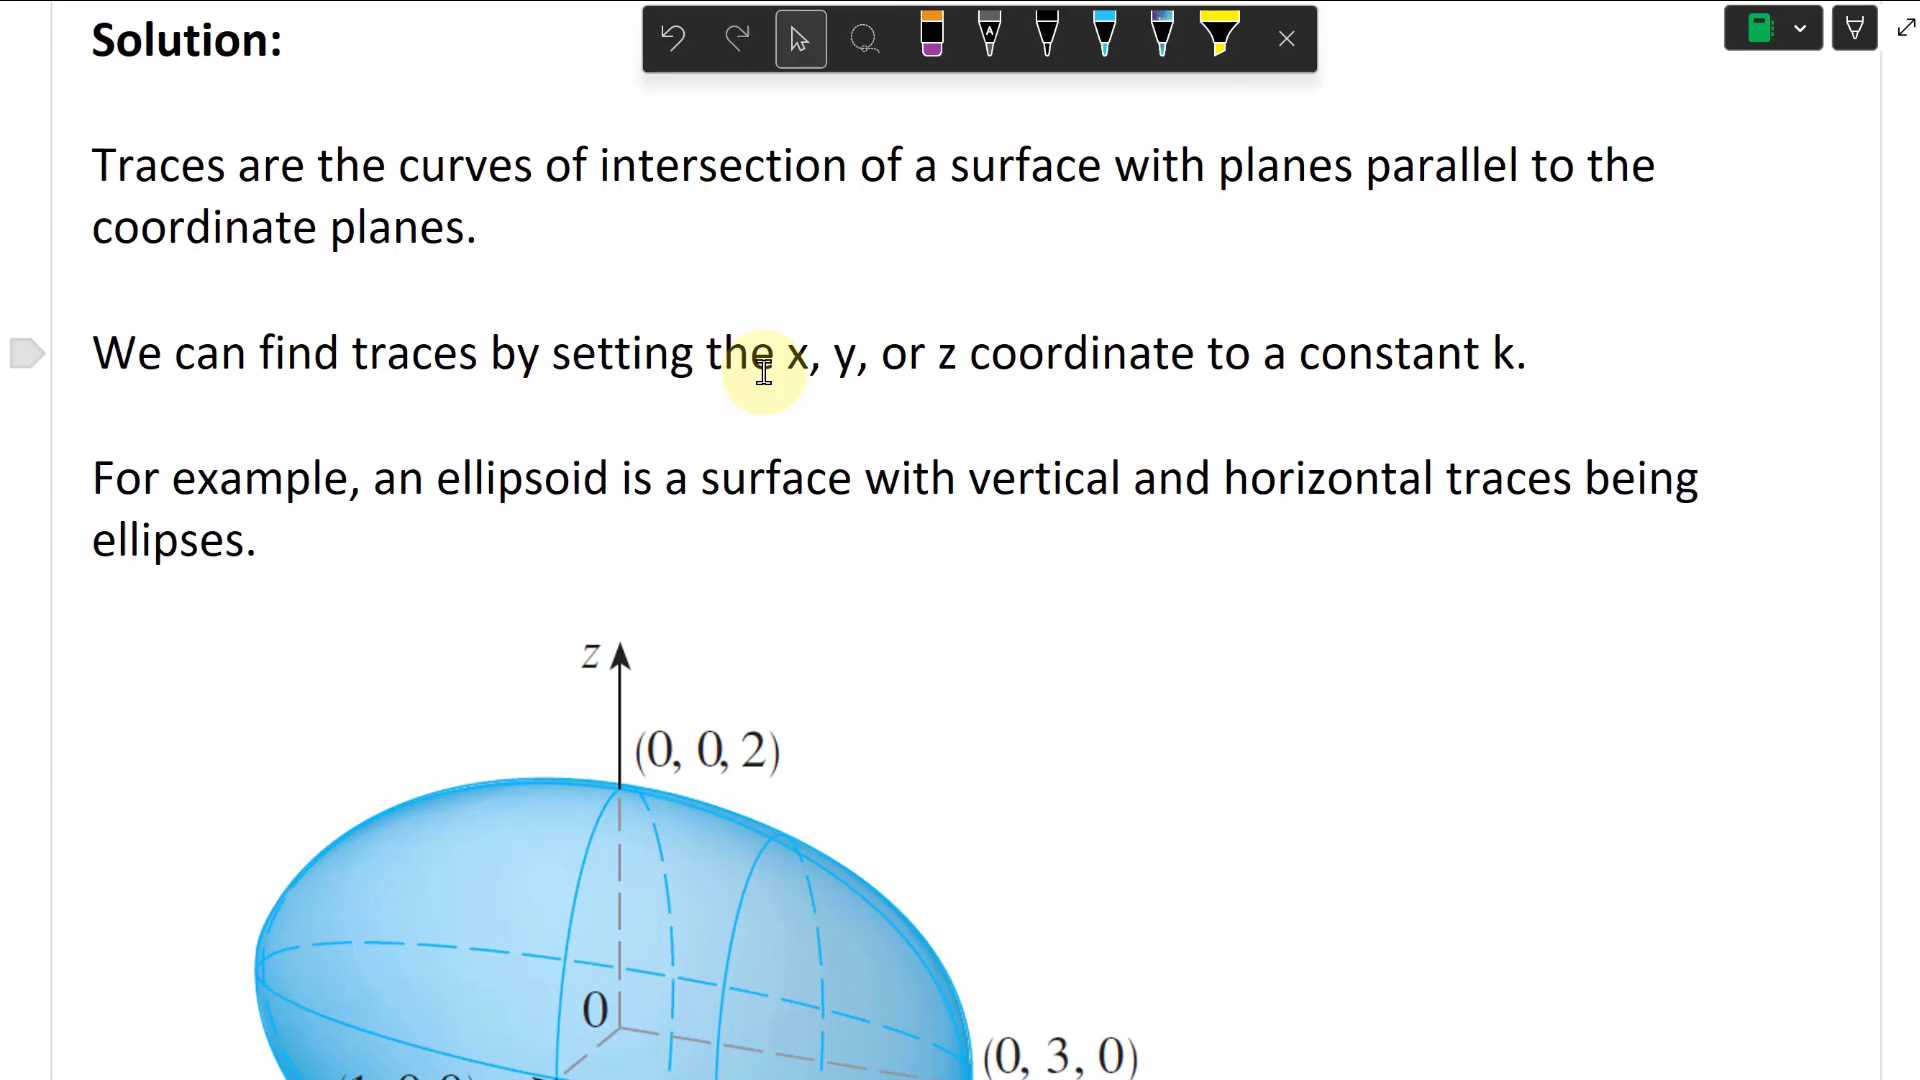 Solution:
Traces are the curves of intersection of a surface with planes parallel to the
coordinate planes.
We can find traces by setting the x, y, or z coordinate to a constant k.
For example, an ellipsoid is a surface with vertical and horizontal traces being
ellipses.
z
(0, 0, 2)
0
(0, 3, 0)